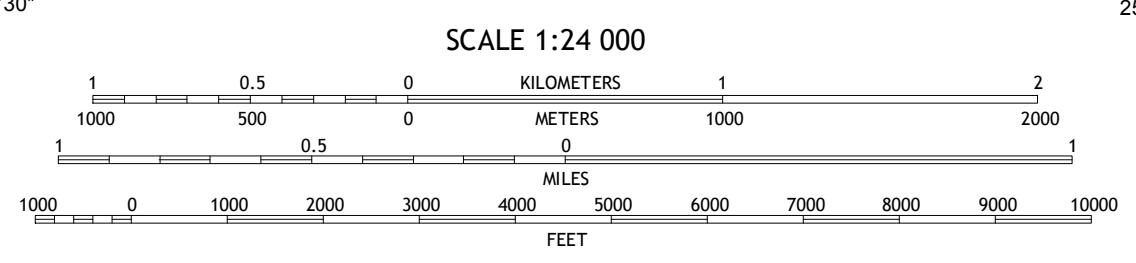 30"
25
SCALE 1:24 000
1 0.5 0 KILOMETERS 1 2
1000 500 0 METERS 1000 2000
1 0.5 0 1
MILES
1000 0 1000 2000 3000 4000 5000 6000 7000 8000 9000 10000
FEET